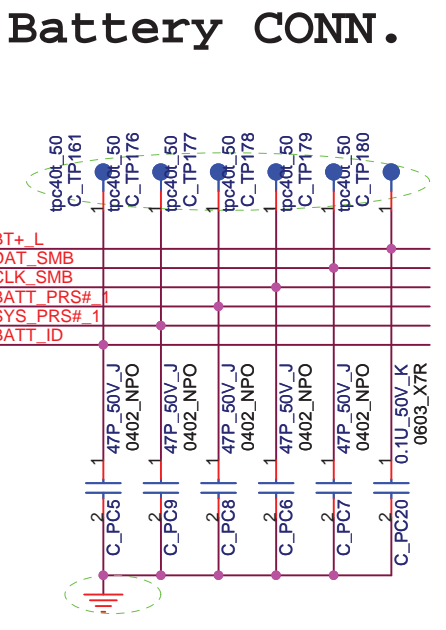 Battery CONN.
tpc40t_50
C_TP161
tpc40t_50
C_TP176
tpc40t_50
C_TP177
tpc40t_50
C_TP178
tpc40t_50
C_TP179
tpc40t_50
C_TP180
1
1
1
1
1
1
BT+_L
DAT_SMB
CLK_SMB
BATT_PRS#_1
SYS_PRS#_1
BATT_ID
47P_50V_J
0402_NPO
47P_50V_J
0402_NPO
47P_50V_J
0402_NPO
47P_50V_J
0402_NPO
47P_50V_J
0402_NPO
0.1U_50V_K
0603_X7R
1
1
1
1
1
1
2
2
2
2
2
2
C_PC5
C_PC9
C_PC8
C_PC6
C_PC7
C_PC20